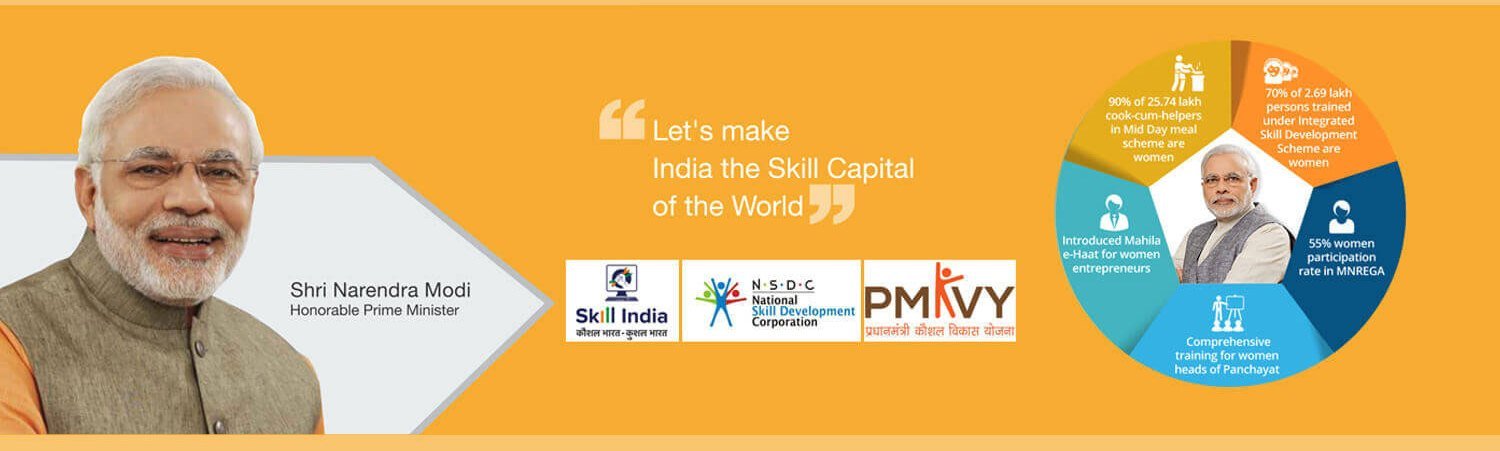 Shri Narendra Modi
Honorable Prime Minister
“Let's make
India the Skill Capital
of the World”
Skill India
कौशल भारत - कुशल भारत
N·S·D·C
National
Skill Development
Corporation
PMKVY
प्रधानमंत्री कौशल विकास योजना
90% of 25.74 lakh
cook-cum-helpers
in Mid Day meal
scheme are
women
70% of 2.69 lakh
persons trained
under Integrated
Skill Development
Scheme are
women
Introduced Mahila
e-Haat for women
entrepreneurs
55% women
participation
rate in MNREGA
Comprehensive
training for women
heads of Panchayat